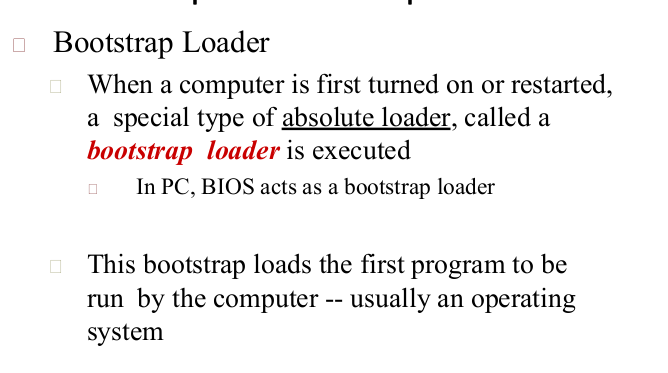 Bootstrap Loader
When a computer is first turned on or restarted,
a special type of absolute loader, called a
bootstrap loader is executed
In PC, BIOS acts as a bootstrap loader
This bootstrap loads the first program to be
run by the computer -- usually an operating
system